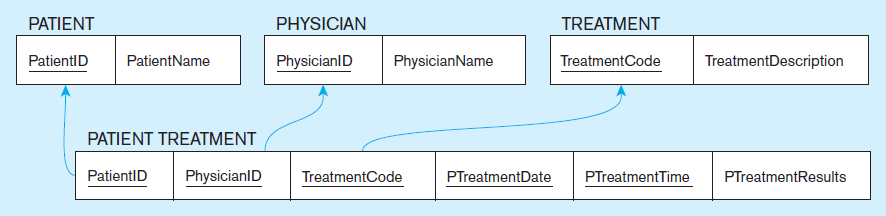 PATIENT PHYSICIAN TREATMENT
PatientID PatientName PhysicianID PhysicianName TreatmentCode TreatmentDescription
PATIENT TREATMENT
PatientID PhysicianID TreatmentCode PTreatmentDate PTreatmentTime PTreatmentResults